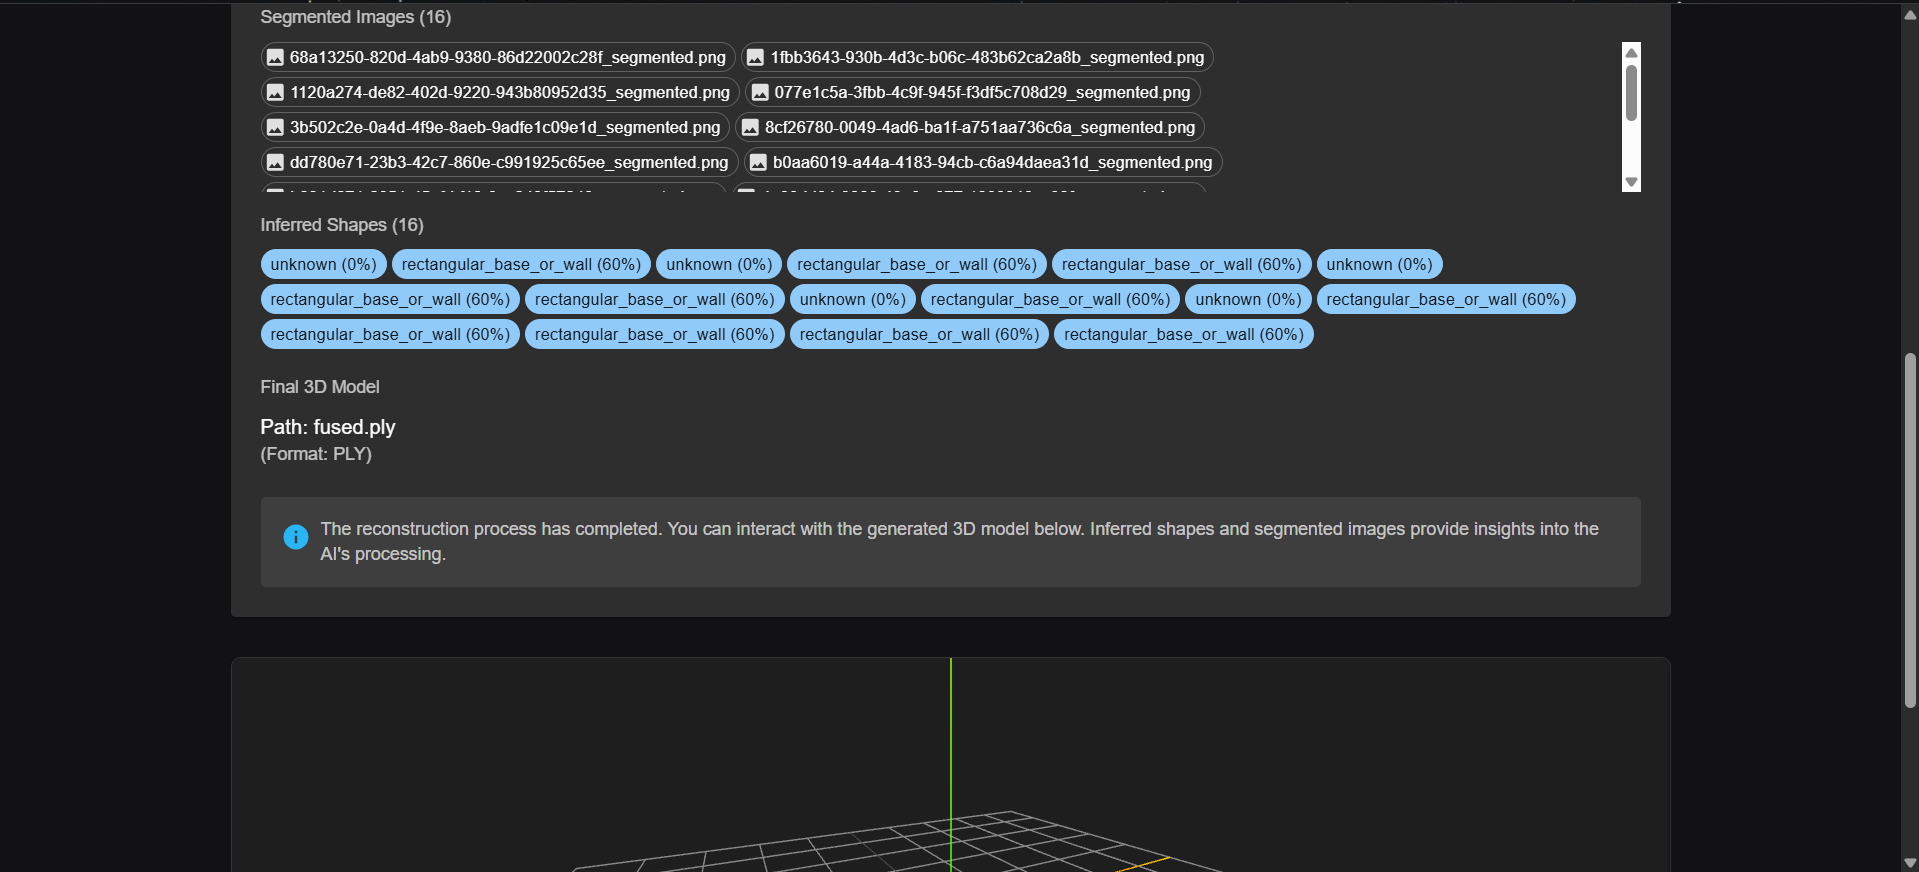 Segmented Images (16)
68a13250-820d-4ab9-9380-86d22002c28f_segmented.png 1fbb3643-930b-4d3c-b06c-483b62ca2a8b_segmented.png
1120a274-de82-402d-9220-943b80952d35_segmented.png 077e1c5a-3fbb-4c9f-945f-f3df5c708d29_segmented.png
3b502c2e-0a4d-4f9e-8aeb-9adfe1c09e1d_segmented.png 8cf26780-0049-4ad6-ba1f-a751aa736c6a_segmented.png
dd780e71-23b3-42c7-860e-c991925c65ee_segmented.png b0aa6019-a44a-4183-94cb-c6a94daea31d_segmented.png
Inferred Shapes (16)
unknown (0%) rectangular_base_or_wall (60%) unknown (0%) rectangular_base_or_wall (60%) rectangular_base_or_wall (60%) unknown (0%)
rectangular_base_or_wall (60%) rectangular_base_or_wall (60%) unknown (0%) rectangular_base_or_wall (60%) unknown (0%) rectangular_base_or_wall (60%)
rectangular_base_or_wall (60%) rectangular_base_or_wall (60%) rectangular_base_or_wall (60%) rectangular_base_or_wall (60%)
Final 3D Model
Path: fused.ply
(Format: PLY)
The reconstruction process has completed. You can interact with the generated 3D model below. Inferred shapes and segmented images provide insights into the
AI's processing.